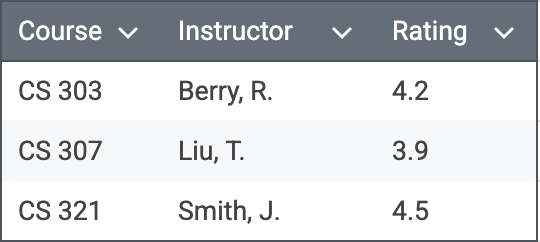 Course Instructor Rating
CS 303 Berry, R. 4.2
CS 307 Liu, T. 3.9
CS 321 Smith, J. 4.5